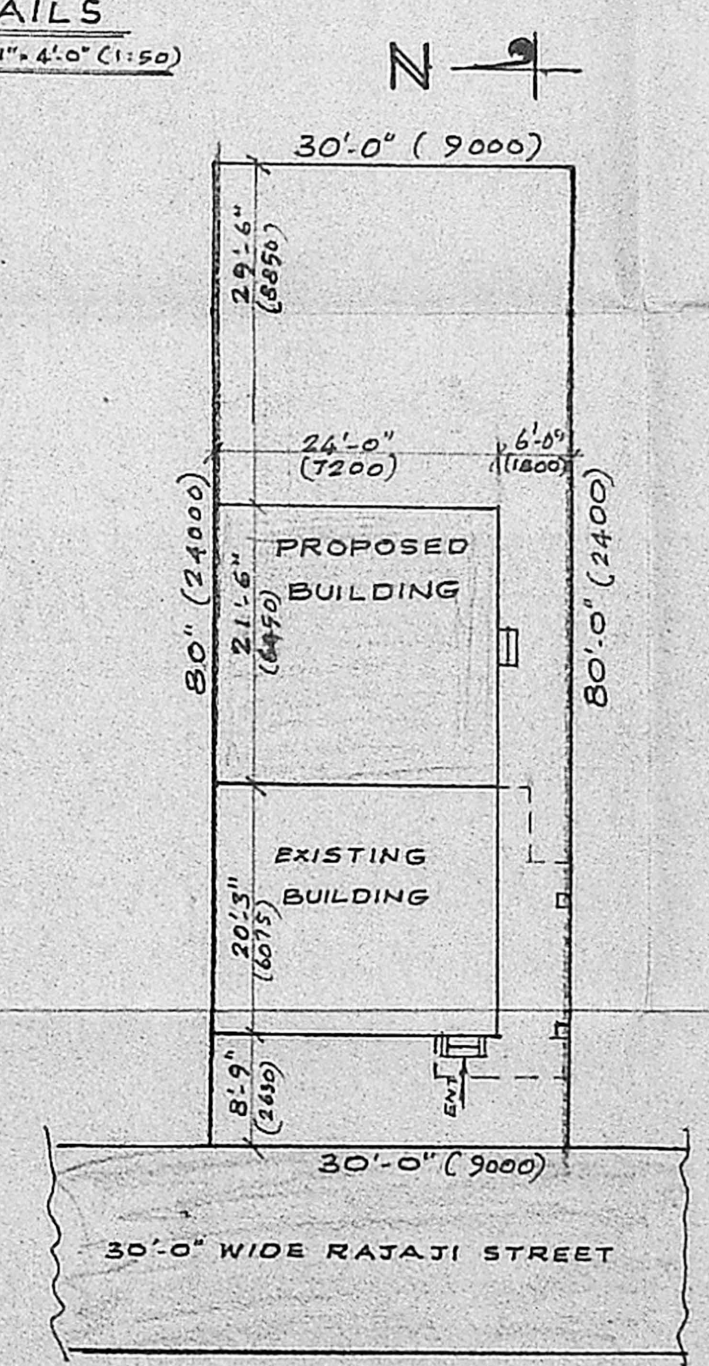 AILS
1"= 4'-0" (1:50)
N
30'-0" ( 9000)
29'-6"
(8850)
24'-0"
(7200)
6'-0"
(1800)
80" (24000)
80'-0" (2400)
PROPOSED
BUILDING
21'-6"
(6450)
EXISTING
BUILDING
20'-3"
(6075)
8'-9"
(2630)
ENT
30'-0" (9000)
30'-0" WIDE RAJAJI STREET